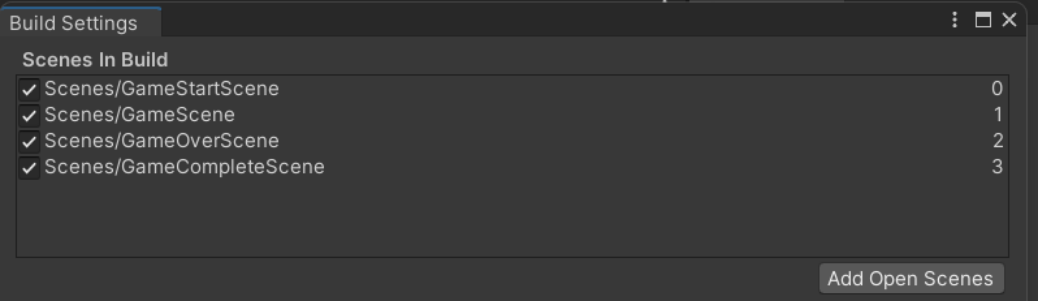 Build Settings
Scenes In Build
Scenes/GameStartScene 0
Scenes/GameScene 1
Scenes/GameOverScene 2
Scenes/GameCompleteScene 3
Add Open Scenes